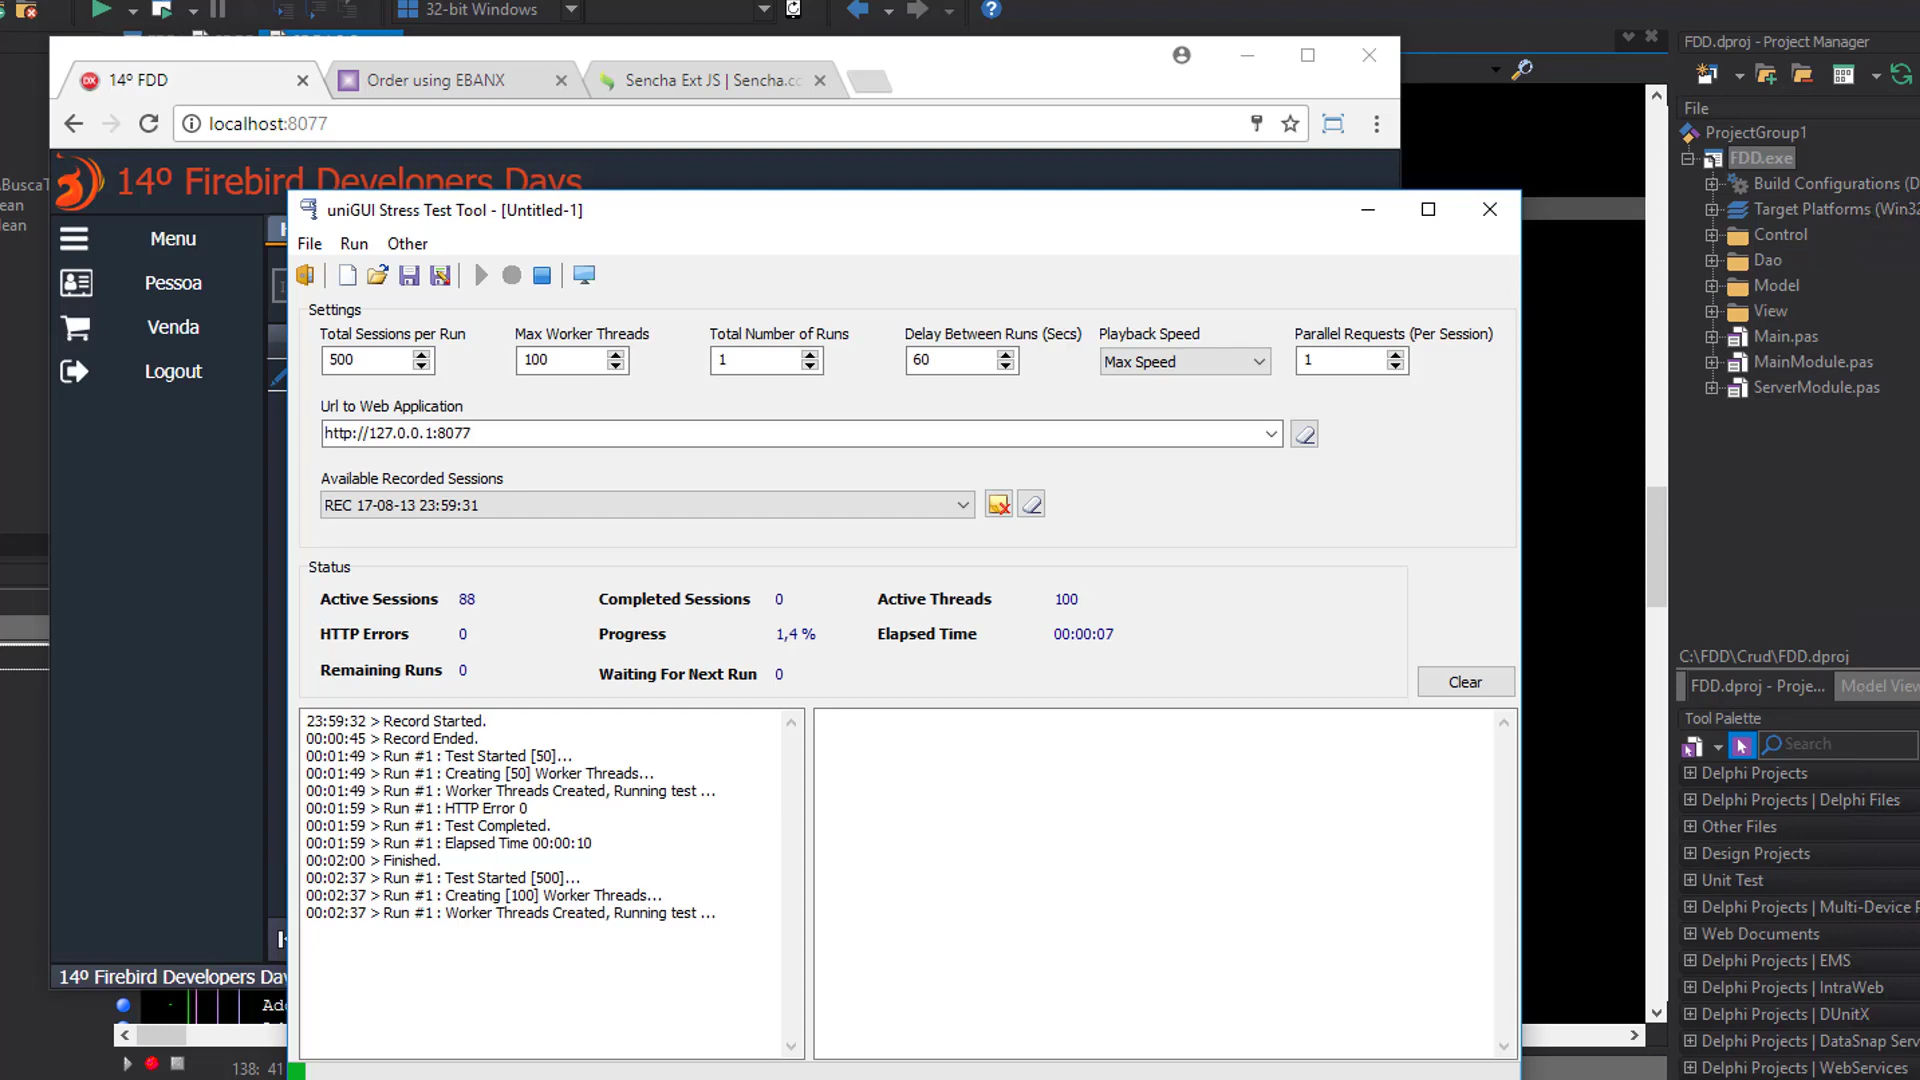 32-bit Windows
FDD.dproj - Project Manager
14º FDD
Order using EBANX
Sencha Ext JS | Sencha.cc
File
localhost:8077
ProjectGroup1
FDD.exe
14º Firebird Developers Days
BuscaT
Build Configurations (D
ean
uniGUI Stress Test Tool - [Untitled-1]
Target Platforms (Win32
lean
Menu
File Run Other
Control
Dao
Pessoa
Model
Settings
View
Venda
Total Sessions per Run
Max Worker Threads
Total Number of Runs
Delay Between Runs (Secs)
Playback Speed
Parallel Requests (Per Session)
Main.pas
500
100
1
60
Max Speed
1
MainModule.pas
Logout
ServerModule.pas
Url to Web Application
http://127.0.0.1:8077
Available Recorded Sessions
REC 17-08-13 23:59:31
Status
Active Sessions 88
Completed Sessions 0
Active Threads 100
HTTP Errors 0
Progress 1,4 %
Elapsed Time 00:00:07
Remaining Runs 0
Waiting For Next Run 0
C:\FDD\Crud\FDD.dproj
Clear
FDD.dproj - Proje...
Model View
Tool Palette
Search
23:59:32 > Record Started.
00:00:45 > Record Ended.
00:01:49 > Run #1 : Test Started [50]...
00:01:49 > Run #1 : Creating [50] Worker Threads...
00:01:49 > Run #1 : Worker Threads Created, Running test ...
00:01:59 > Run #1 : HTTP Error 0
00:01:59 > Run #1 : Test Completed.
00:01:59 > Run #1 : Elapsed Time 00:00:10
00:02:00 > Finished.
00:02:37 > Run #1 : Test Started [500]...
00:02:37 > Run #1 : Creating [100] Worker Threads...
00:02:37 > Run #1 : Worker Threads Created, Running test ...
Delphi Projects
Delphi Projects | Delphi Files
Other Files
Design Projects
Unit Test
Delphi Projects | Multi-Device P
Web Documents
Delphi Projects | EMS
Delphi Projects | IntraWeb
Delphi Projects | DUnitX
Delphi Projects | DataSnap Serv
Delphi Projects | WebServices
14º Firebird Developers Day
Add
138: 41